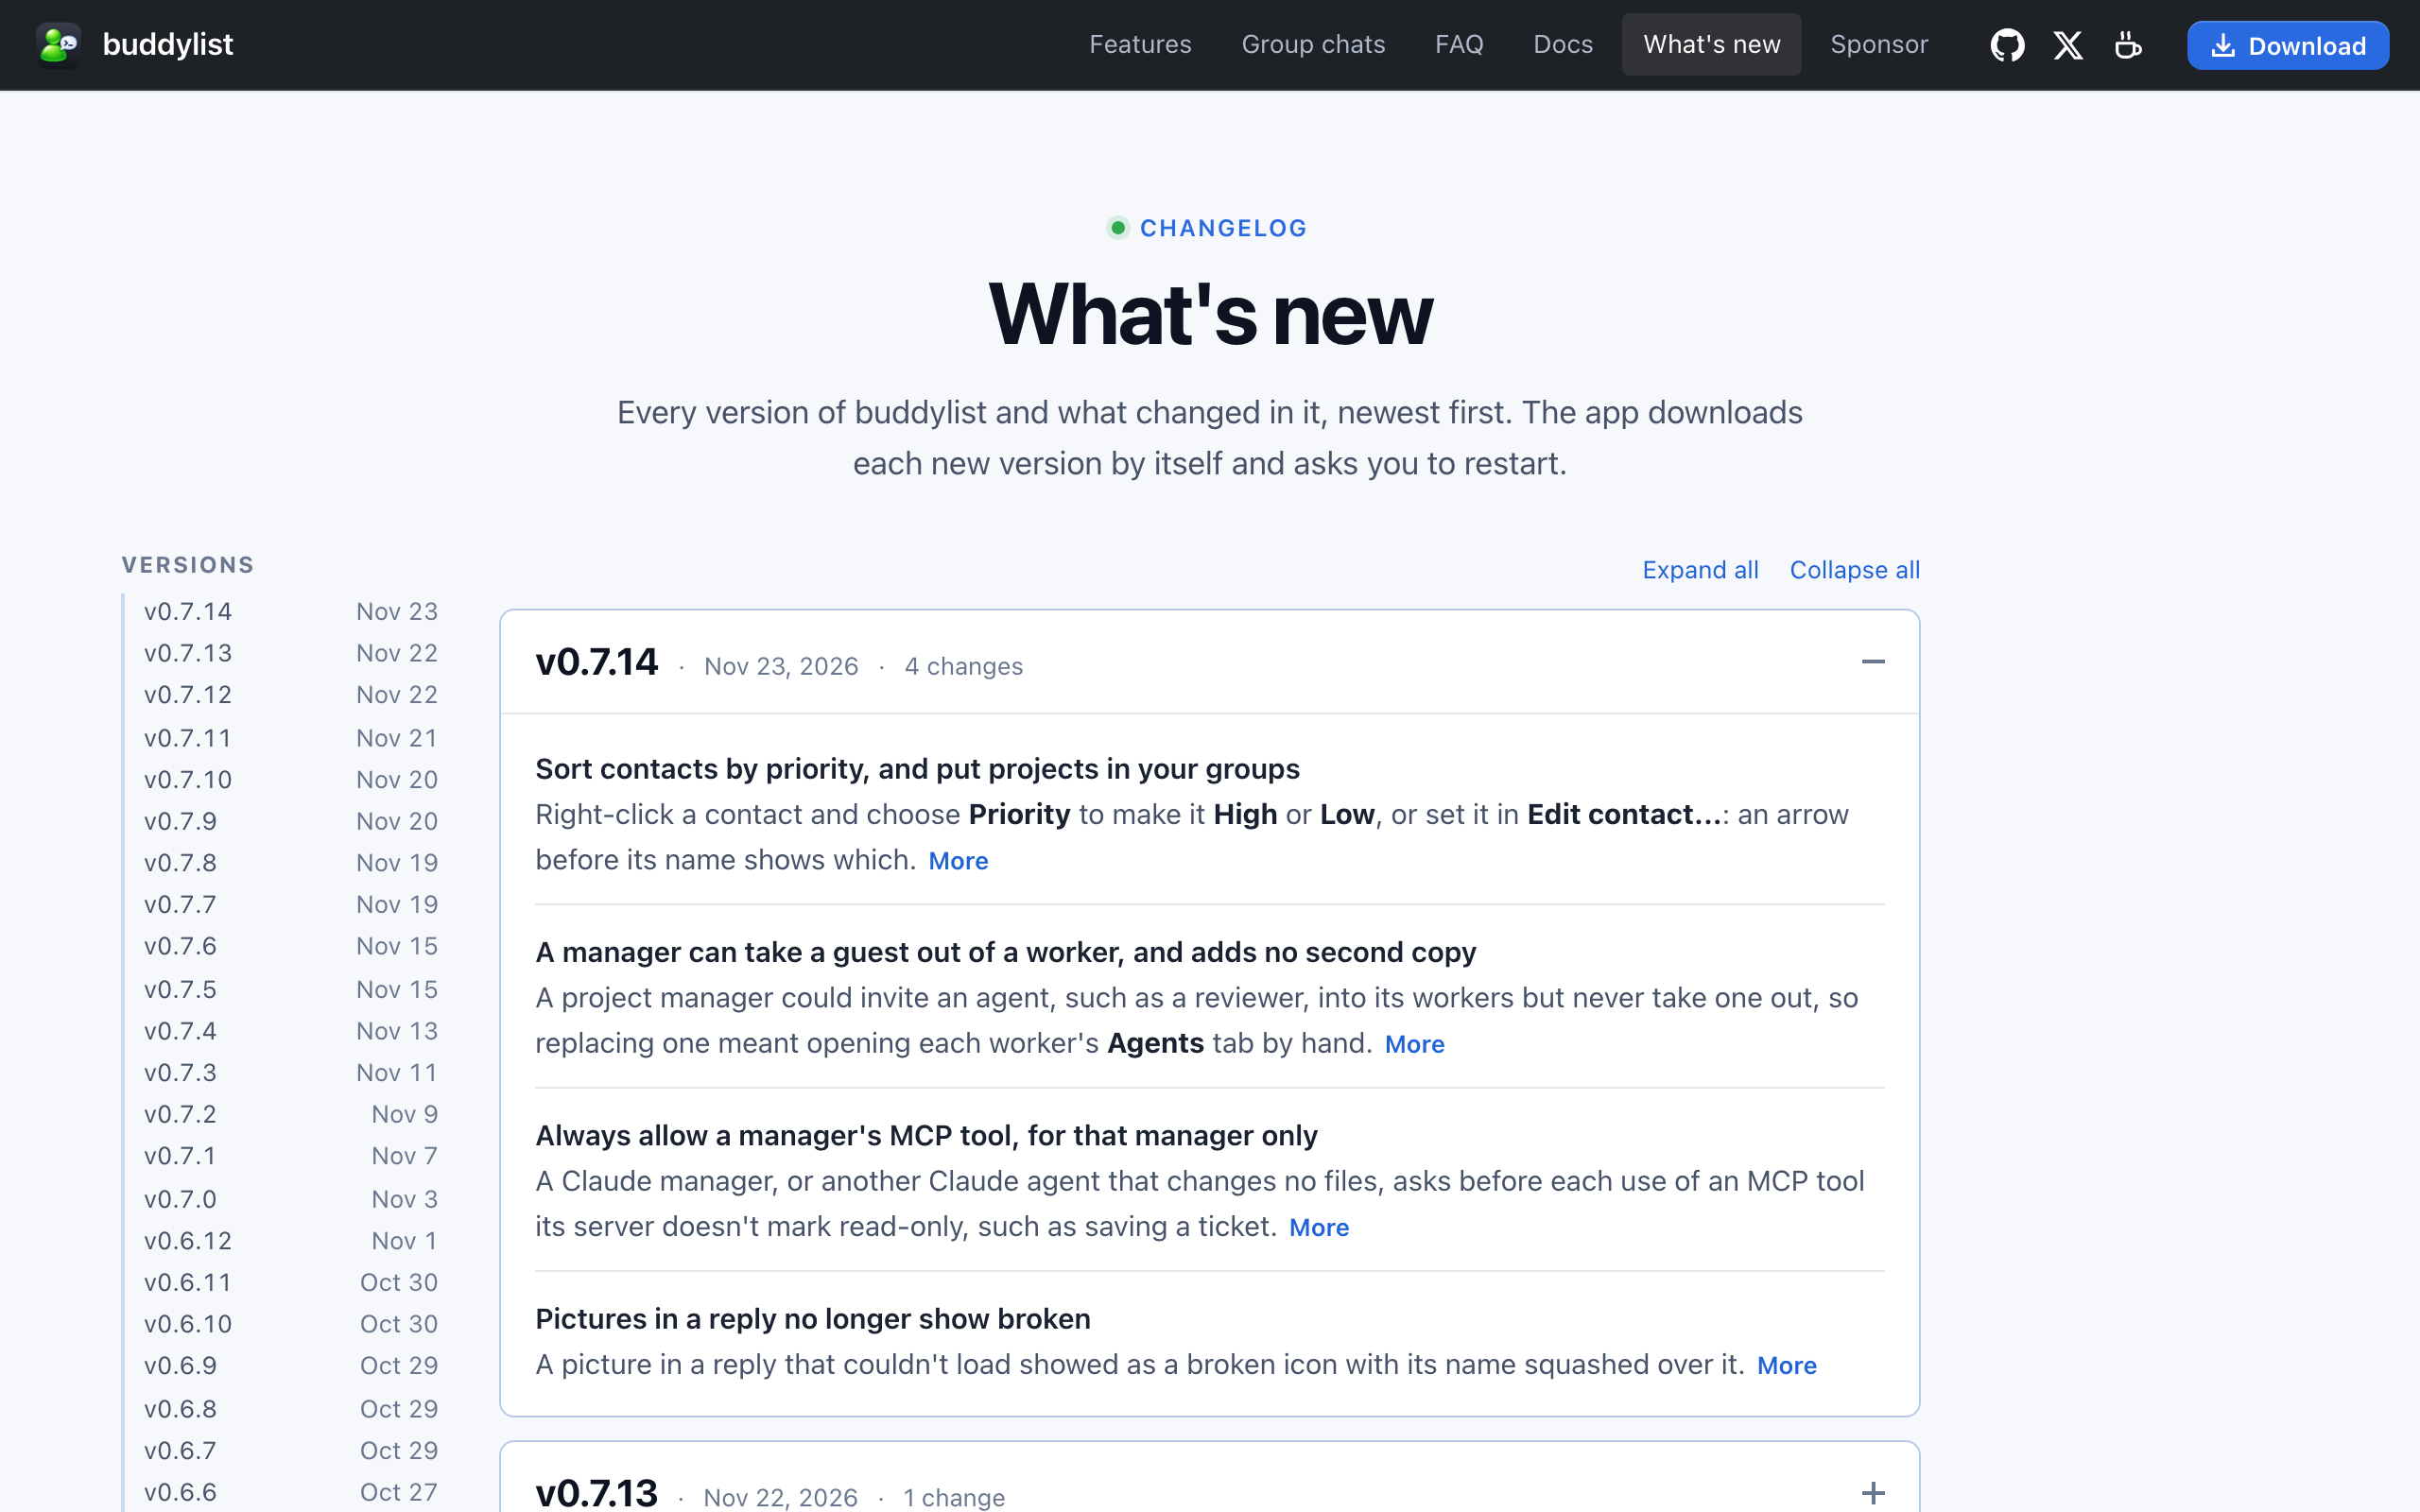 buddylist
Features
Group chats
FAQ
Docs
What's new
Sponsor
Download
CHANGELOG
What's new
Every version of buddylist and what changed in it, newest first. The app downloads
each new version by itself and asks you to restart.
VERSIONS
v0.7.14 Nov 23
v0.7.13 Nov 22
v0.7.12 Nov 22
v0.7.11 Nov 21
v0.7.10 Nov 20
v0.7.9 Nov 20
v0.7.8 Nov 19
v0.7.7 Nov 19
v0.7.6 Nov 15
v0.7.5 Nov 15
v0.7.4 Nov 13
v0.7.3 Nov 11
v0.7.2 Nov 9
v0.7.1 Nov 7
v0.7.0 Nov 3
v0.6.12 Nov 1
v0.6.11 Oct 30
v0.6.10 Oct 30
v0.6.9 Oct 29
v0.6.8 Oct 29
v0.6.7 Oct 29
v0.6.6 Oct 27
Expand all
Collapse all
v0.7.14 · Nov 23, 2026 · 4 changes
Sort contacts by priority, and put projects in your groups
Right-click a contact and choose Priority to make it High or Low, or set it in Edit contact...: an arrow
before its name shows which. More
A manager can take a guest out of a worker, and adds no second copy
A project manager could invite an agent, such as a reviewer, into its workers but never take one out, so
replacing one meant opening each worker's Agents tab by hand. More
Always allow a manager's MCP tool, for that manager only
A Claude manager, or another Claude agent that changes no files, asks before each use of an MCP tool
its server doesn't mark read-only, such as saving a ticket. More
Pictures in a reply no longer show broken
A picture in a reply that couldn't load showed as a broken icon with its name squashed over it. More
v0.7.13 · Nov 22, 2026 · 1 change